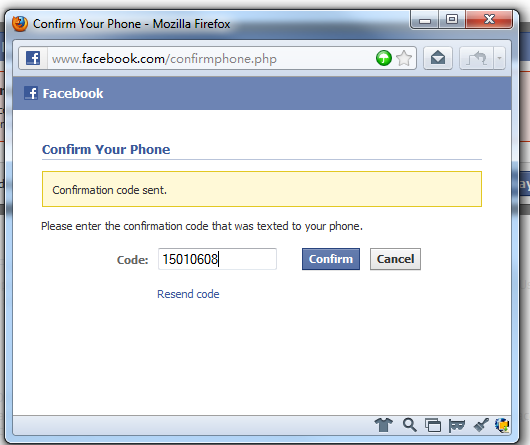 Confirm Your Phone - Mozilla Firefox
www.facebook.com/confirmphone.php
Facebook
Confirm Your Phone
Confirmation code sent.
Please enter the confirmation code that was texted to your phone.
Code: 15010608 Confirm Cancel
Resend code